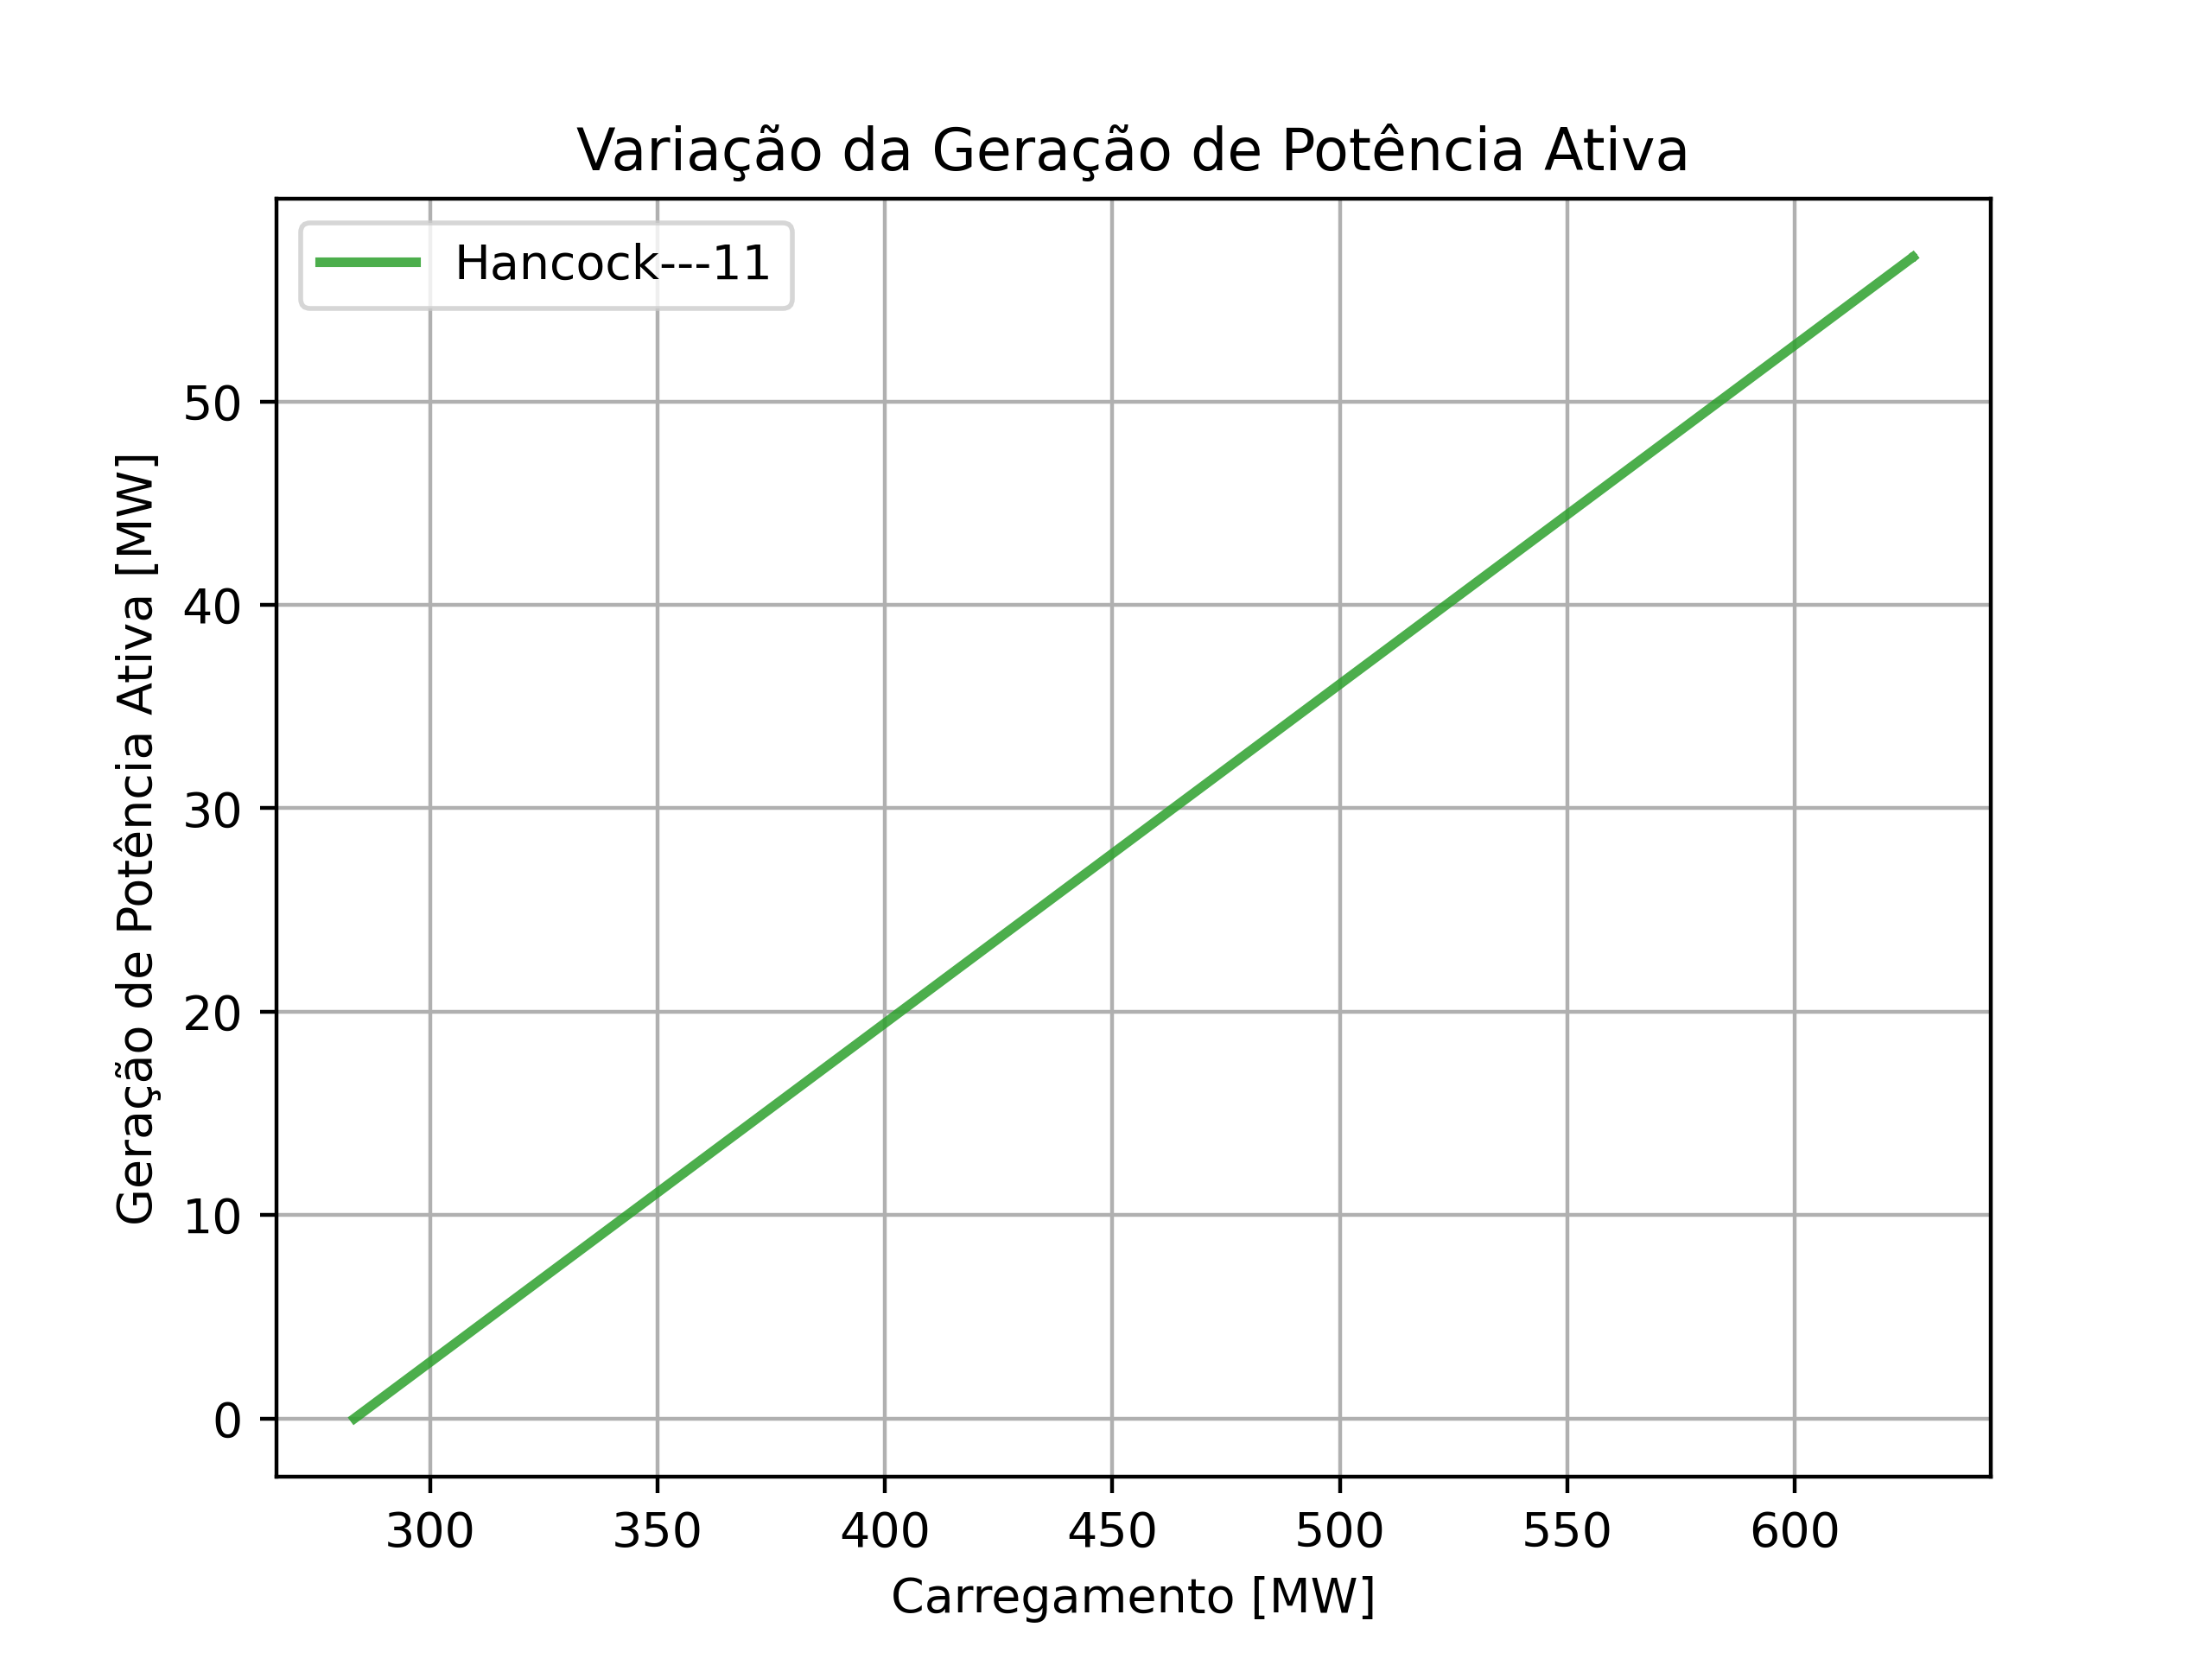 Variação da Geração de Potência Ativa
Hancock---11
Geração de Potência Ativa [MW]
50
40
30
20
10
0
300 350 400 450 500 550 600
Carregamento [MW]